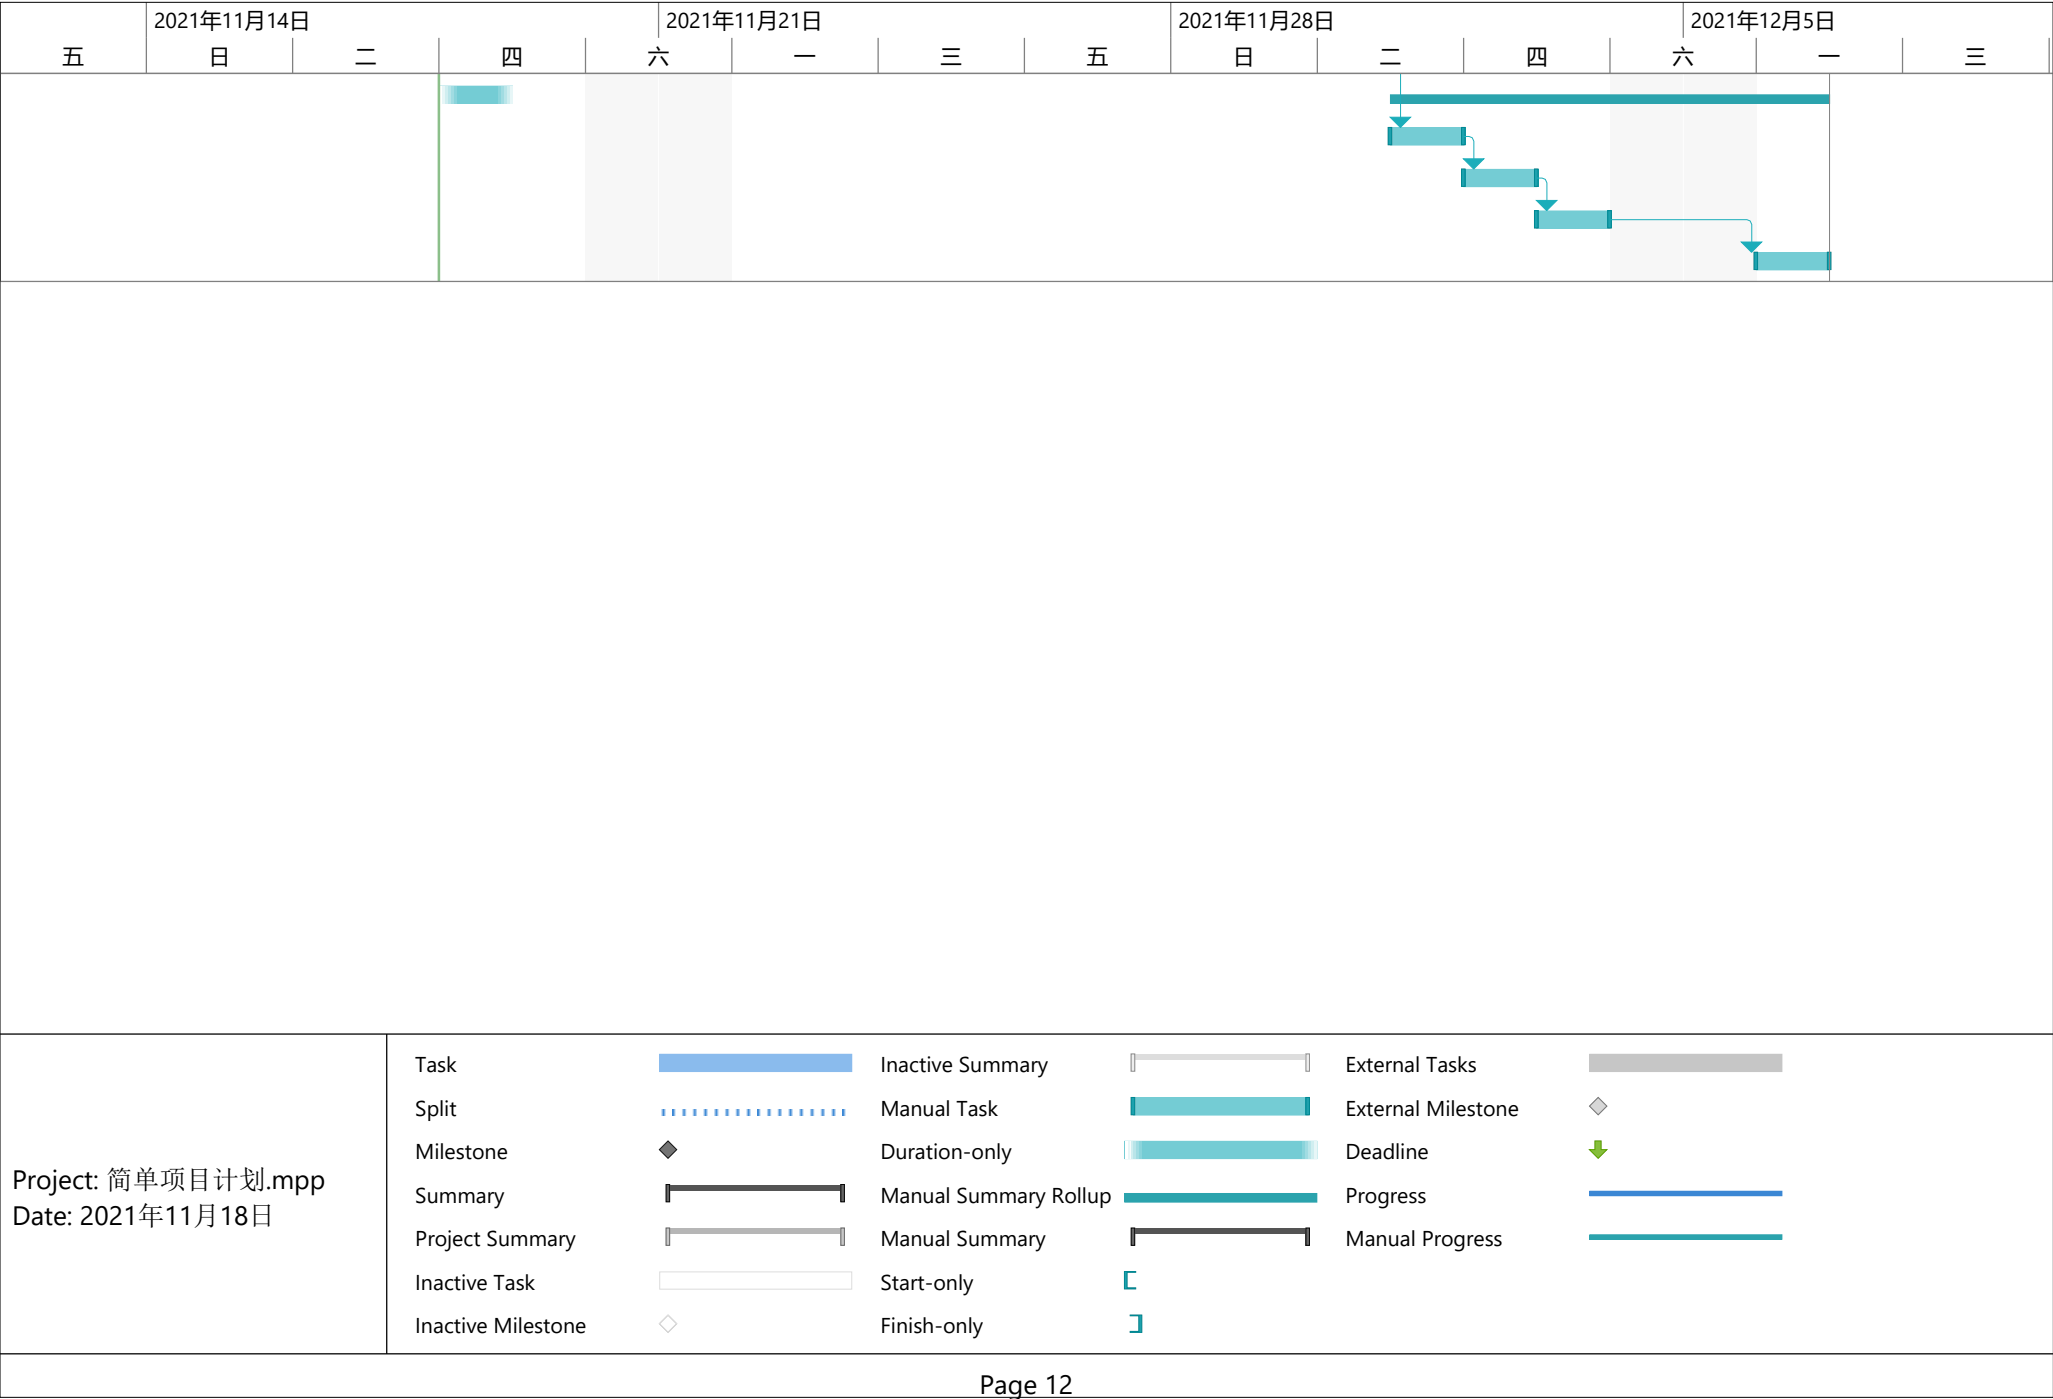 2021年11月14日 2021年11月21日 2021年11月28日 2021年12月5日
五 日 二 四 六 一 三 五 日 二 四 六 一 三
Project: 简单项目计划.mpp
Date: 2021年11月18日
Task
Split
Milestone
Summary
Project Summary
Inactive Task
Inactive Milestone
Inactive Summary
Manual Task
Duration-only
Manual Summary Rollup
Manual Summary
Start-only
Finish-only
External Tasks
External Milestone
Deadline
Progress
Manual Progress
Page 12